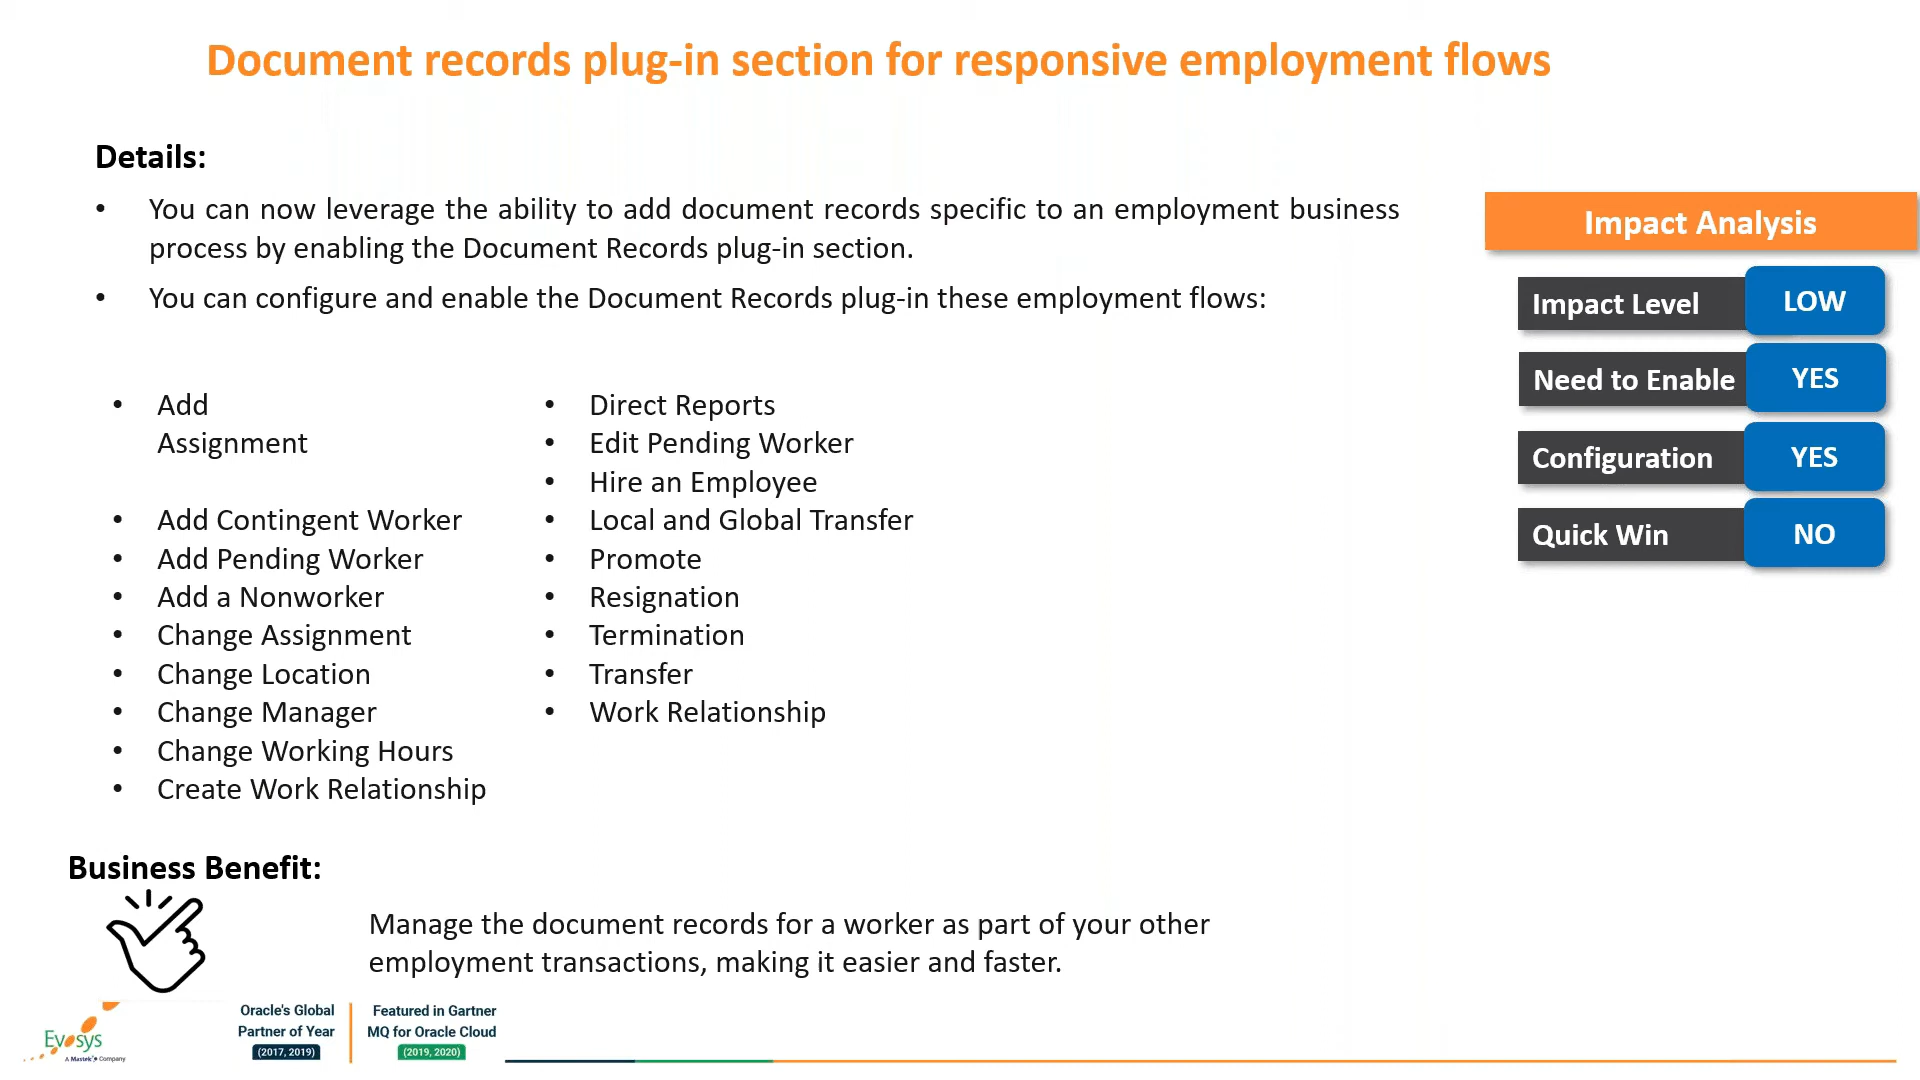 Document records plug-in section for responsive employment flows
Details:
• You can now leverage the ability to add document records specific to an employment business
process by enabling the Document Records plug-in section.
• You can configure and enable the Document Records plug-in these employment flows:
• Add
Assignment
• Add Contingent Worker
• Add Pending Worker
• Add a Nonworker
• Change Assignment
• Change Location
• Change Manager
• Change Working Hours
• Create Work Relationship
• Direct Reports
• Edit Pending Worker
• Hire an Employee
• Local and Global Transfer
• Promote
• Resignation
• Termination
• Transfer
• Work Relationship
Impact Analysis
Impact Level LOW
Need to Enable YES
Configuration YES
Quick Win NO
Business Benefit:
Manage the document records for a worker as part of your other
employment transactions, making it easier and faster.
Evosys
A Mastek Company
Oracle's Global
Partner of Year
(2017, 2019)
Featured in Gartner
MQ for Oracle Cloud
(2019, 2020)